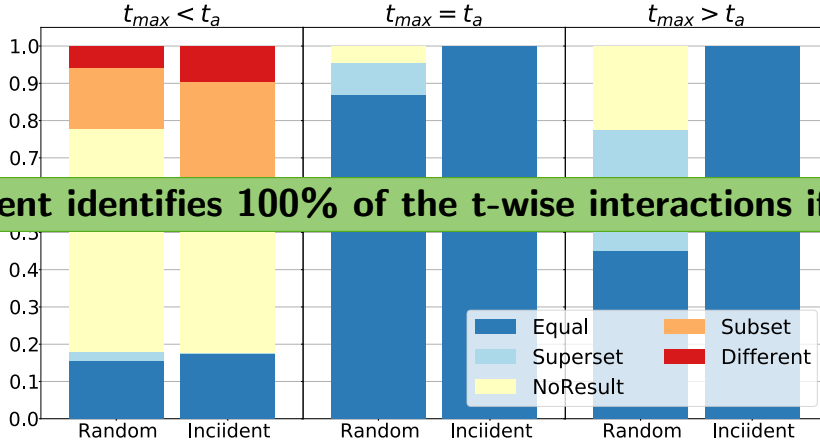 t_max < t_a
t_max = t_a
t_max > t_a
1.0
0.9
0.8
0.7
ent identifies 100% of the t-wise interactions if
0.4
0.3
0.2
0.1
0.0
Equal
Superset
NoResult
Subset
Different
Random
Inciident
Random
Inciident
Random
Inciident